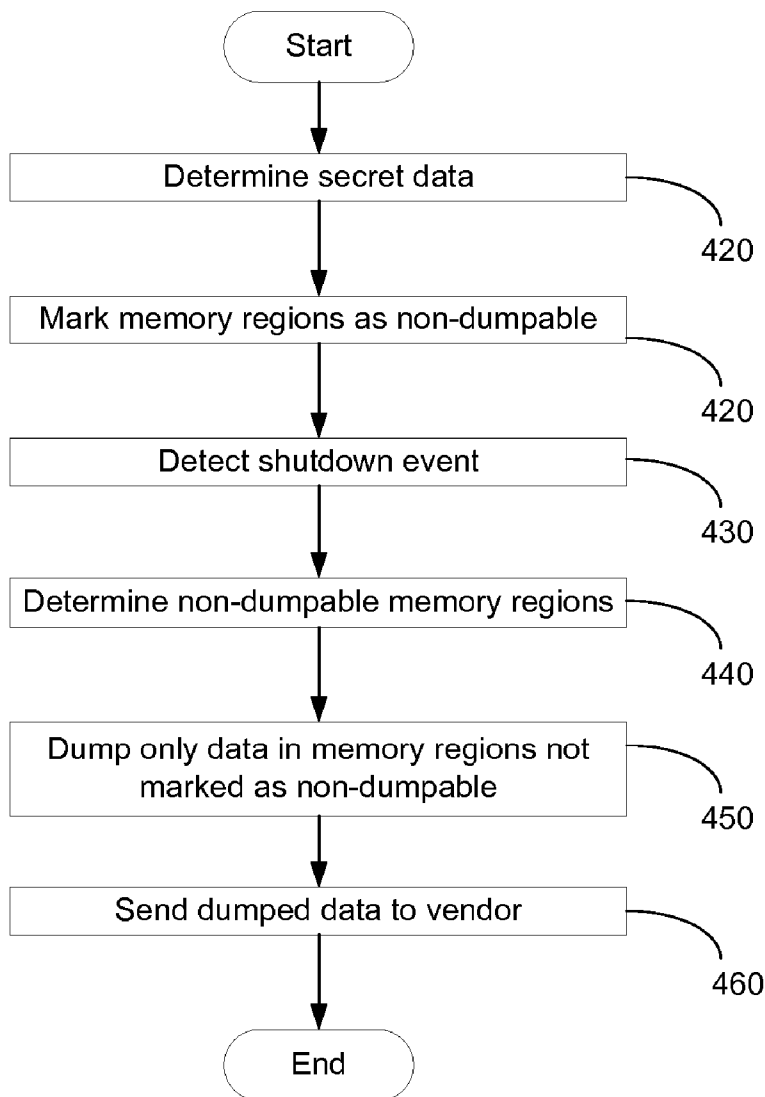 Start
Determine secret data
420
Mark memory regions as non-dumpable
420
Detect shutdown event
430
Determine non-dumpable memory regions
440
Dump only data in memory regions not
marked as non-dumpable
450
Send dumped data to vendor
460
End